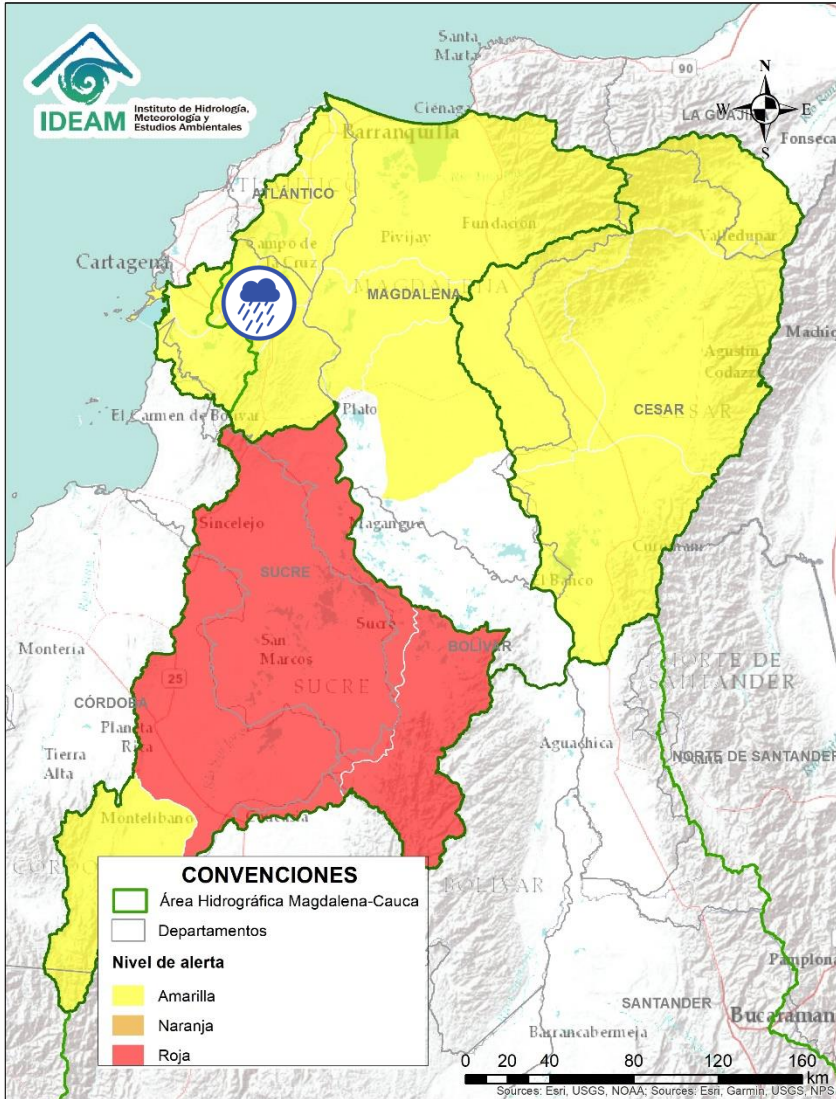 IDEAM
Instituto de Hidrología,
Meteorología y
Estudios Ambientales
Santa
Marta
90
N
W
E
S
Ciénaga
Barranquilla
LA GUAJI
Fonseca
ATLÁNTICO
Cartagena
Campo de
la Cruz
Pivijay
Fundación
Valledupar
MAGDALENA
Agustín
Codazzi
CESAR
El Carmen de Bolívar
Plato
Sincelejo
Magangué
SUCRE
El Banco
Sucre
BOLÍVAR
Montería
San
Marcos
SUCRE
25
NORTE DE
SANTANDER
CÓRDOBA
Planeta
Rica
Tierra
Alta
Aguachica
NORTE DE SANTANDER
Montelíbano
BOLÍVAR
CONVENCIONES
Área Hidrográfica Magdalena-Cauca
Departamentos
Nivel de alerta
Amarilla
Naranja
Roja
Pamplona
SANTANDER
Bucaraman
Barrancabermeja
0 20 40 80 120 160
km
Sources: Esri, USGS, NOAA; Sources: Esri, Garmin, USGS, NPS